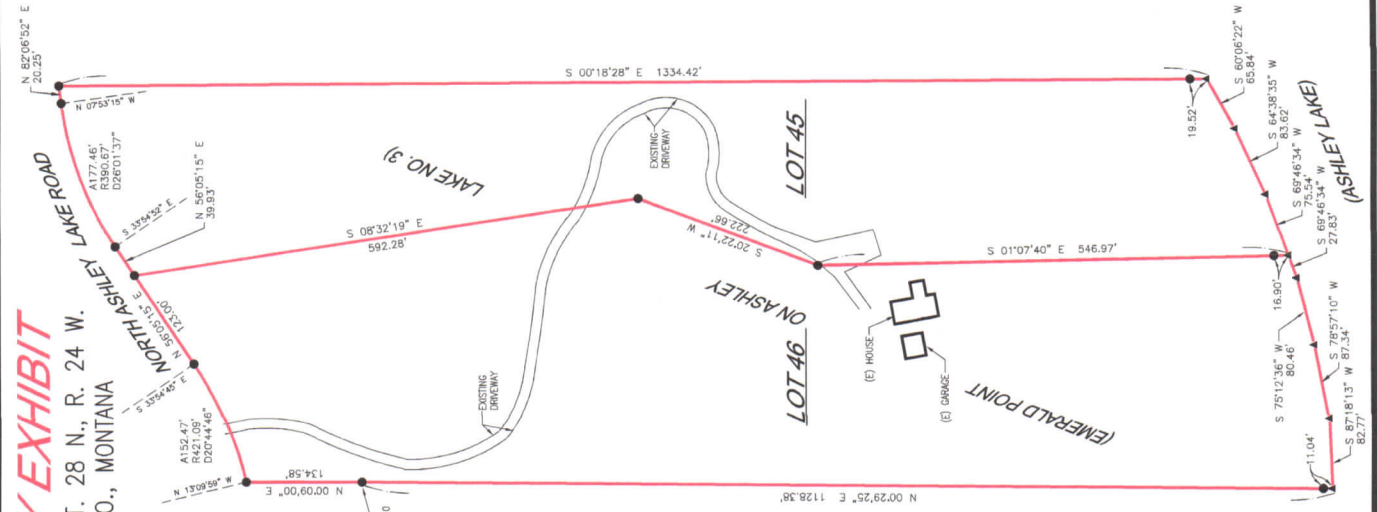 Y EXHIBIT
T. 28 N., R. 24 W.
O., MONTANA
N 82°06'52" E
20.25'
N 07°53'15" W
NORTH ASHLEY LAKE ROAD
A177.46'
R390.67'
D26°01'37"
S 33°54'52" E
N 56°05'15" E
39.93'
N 56°05'15" E
123.00'
S 33°54'45" E
A152.47'
R421.09'
D20°44'46"
N 13°09'59" W
N 00°09'00" E
134.58'
S 00°18'28" E 1334.42'
LAKE NO. 3)
S 08°32'19" E
592.28'
EXISTING
DRIVEWAY
S 20°22'11" W
222.66'
LOT 45
EXISTING
DRIVEWAY
ON ASHLEY
LOT 46
S 01°07'40" E 546.97'
(E) HOUSE
(E) GARAGE
(EMERALD POINT
N 00°29'25" E 1128.38'
19.52'
S 60°06'22" W
65.84'
S 64°38'35" W
83.62'
S 69°46'34" W
75.54'
S 69°46'34" W
27.83'
16.90'
(ASHLEY LAKE)
S 75°12'36" W
80.46'
S 78°57'10" W
87.34'
S 87°18'13" W
82.77'
11.04'